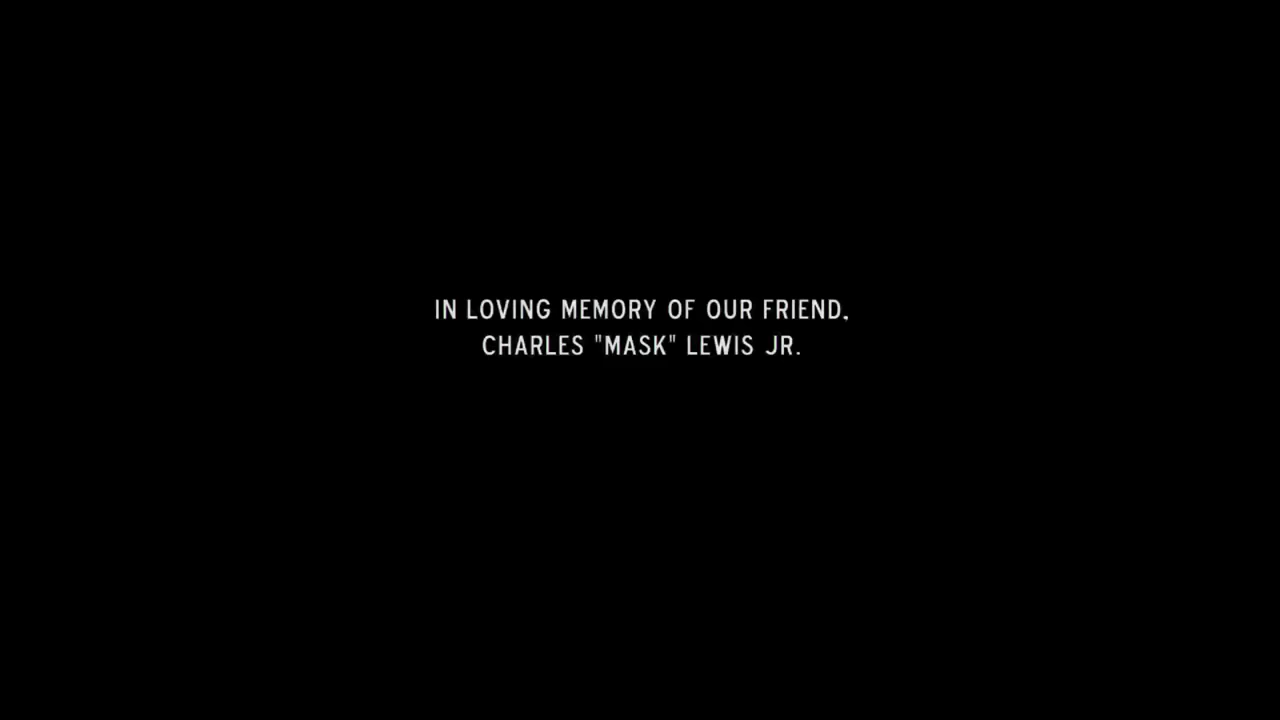 IN LOVING MEMORY OF OUR FRIEND,
CHARLES "MASK" LEWIS JR.